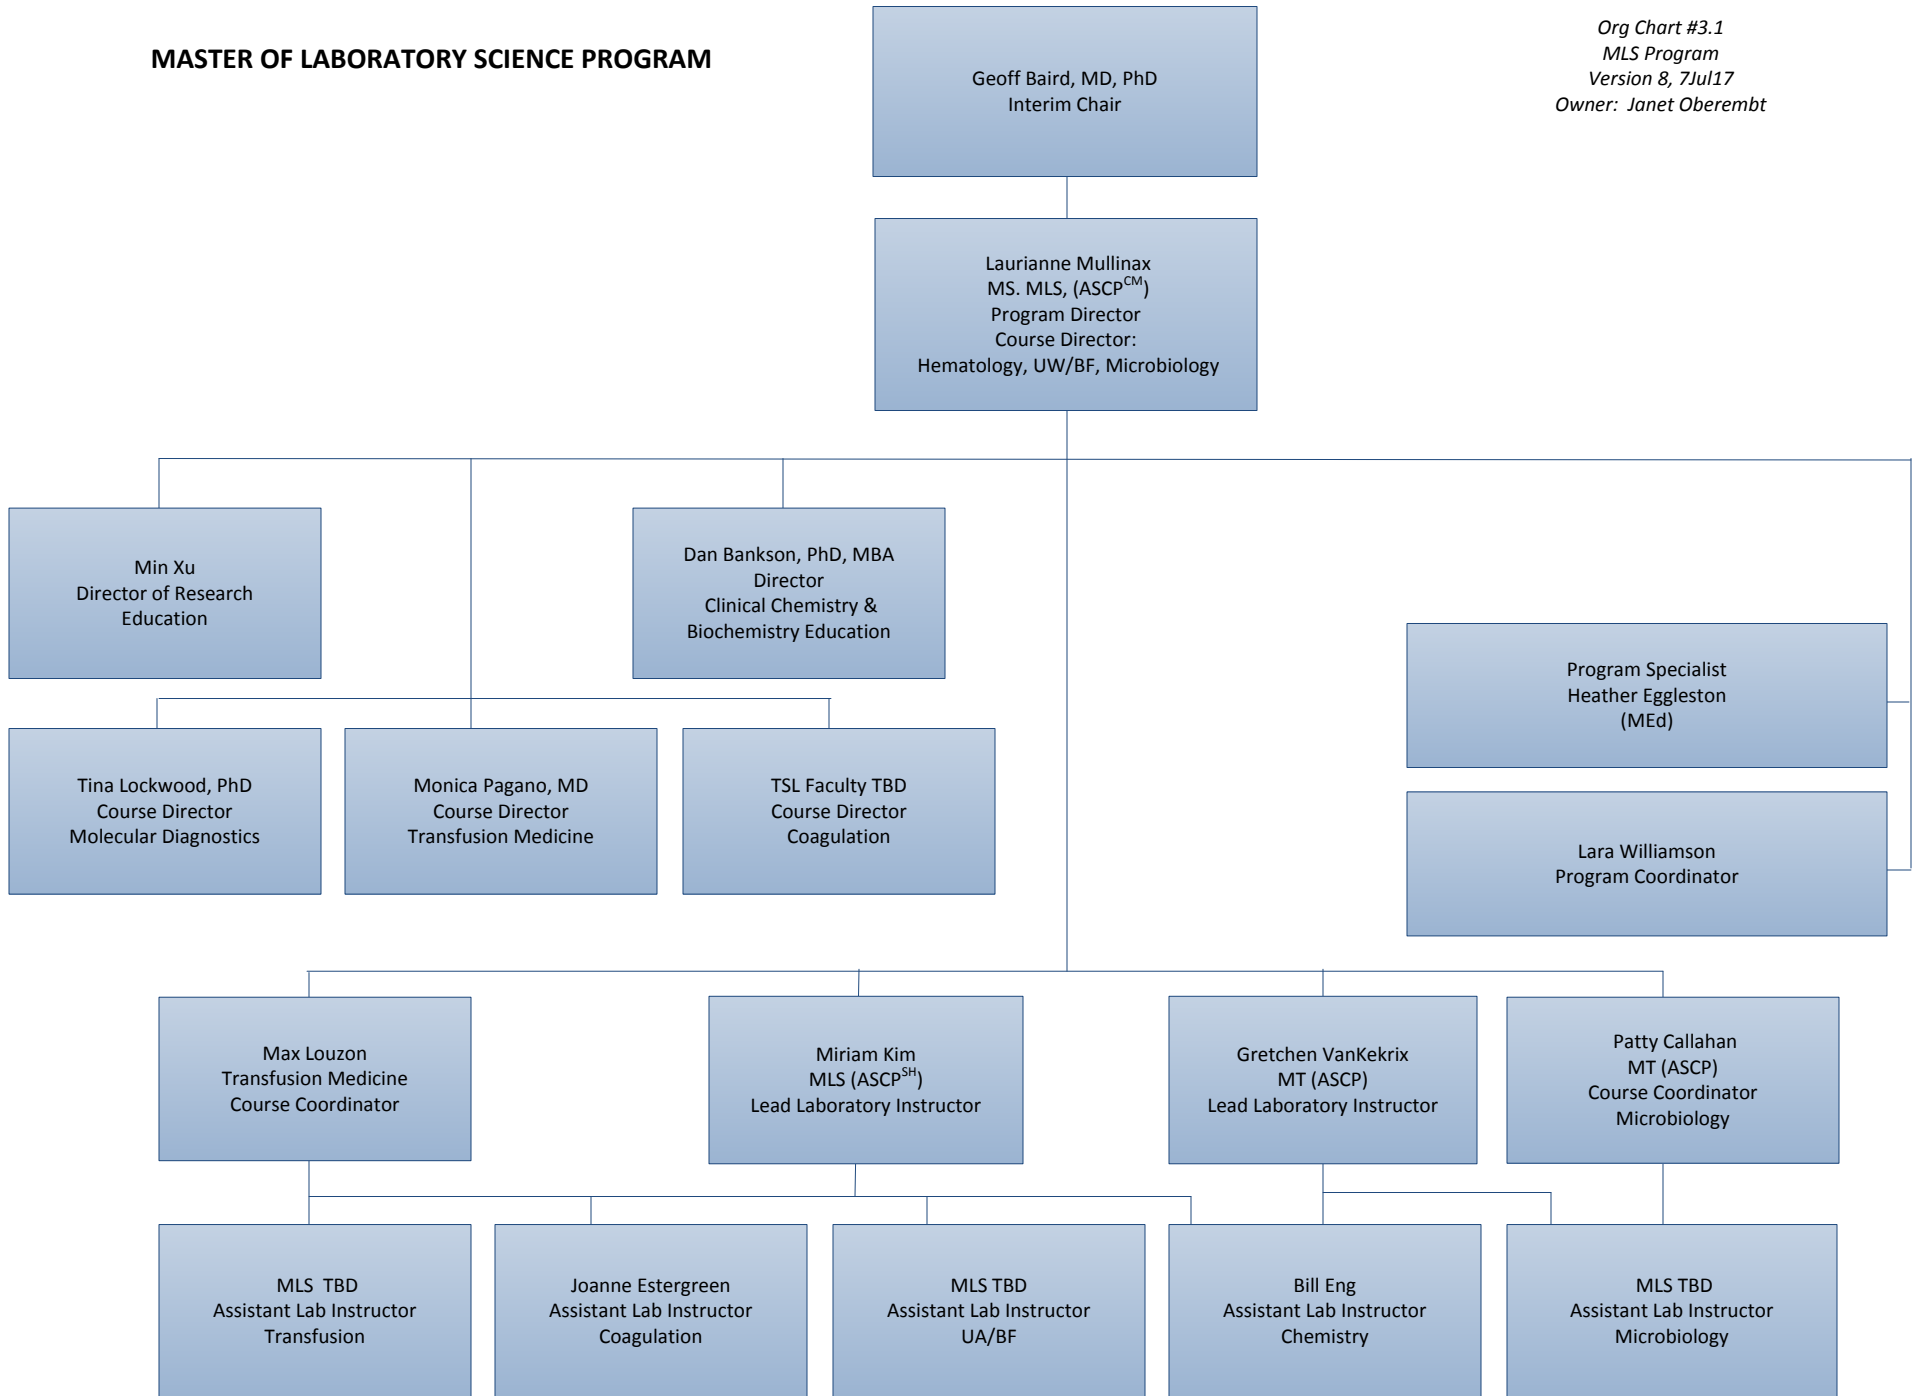 MASTER OF LABORATORY SCIENCE PROGRAM
Org Chart #3.1
MLS Program
Version 8, 7Jul17
Owner: Janet Oberembt
Geoff Baird, MD, PhD
Interim Chair
Laurianne Mullinax
MS. MLS, (ASCP^CM)
Program Director
Course Director:
Hematology, UW/BF, Microbiology
Min Xu
Director of Research
Education
Dan Bankson, PhD, MBA
Director
Clinical Chemistry &
Biochemistry Education
Program Specialist
Heather Eggleston
(MEd)
Tina Lockwood, PhD
Course Director
Molecular Diagnostics
Monica Pagano, MD
Course Director
Transfusion Medicine
TSL Faculty TBD
Course Director
Coagulation
Lara Williamson
Program Coordinator
Max Louzon
Transfusion Medicine
Course Coordinator
Miriam Kim
MLS (ASCP^SH)
Lead Laboratory Instructor
Gretchen VanKekrix
MT (ASCP)
Lead Laboratory Instructor
Patty Callahan
MT (ASCP)
Course Coordinator
Microbiology
MLS TBD
Assistant Lab Instructor
Transfusion
Joanne Estergreen
Assistant Lab Instructor
Coagulation
MLS TBD
Assistant Lab Instructor
UA/BF
Bill Eng
Assistant Lab Instructor
Chemistry
MLS TBD
Assistant Lab Instructor
Microbiology